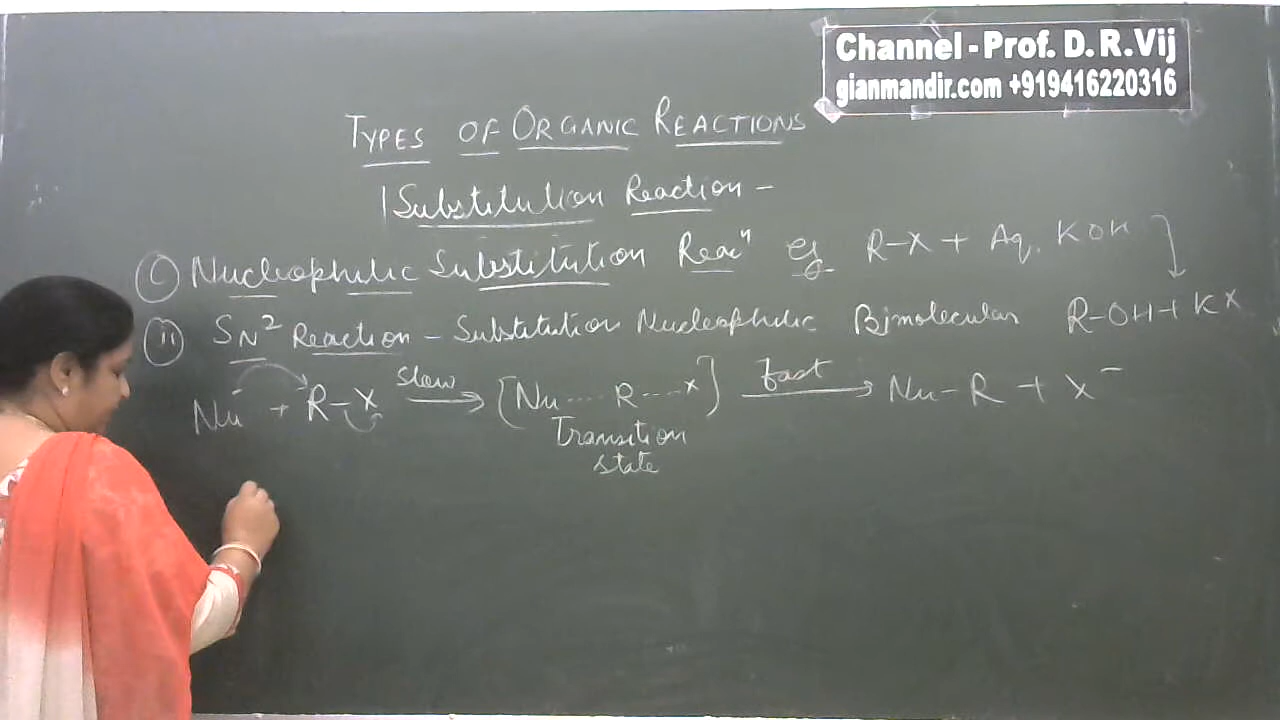 Channel - Prof. D. R. Vij
gianmandir.com +919416220316
TYPES OF ORGANIC REACTIONS
Substitution Reaction -
(i) Nucleophilic Substitution Reacⁿ eg. R-X + Aq. KOH
R-OH + KX
(ii) SN² Reaction - Substitution Nucleophilic Bimolecular
Nu⁻ + R-X slow → [Nu .... R .... X] fast → Nu-R + X⁻
Transition
state